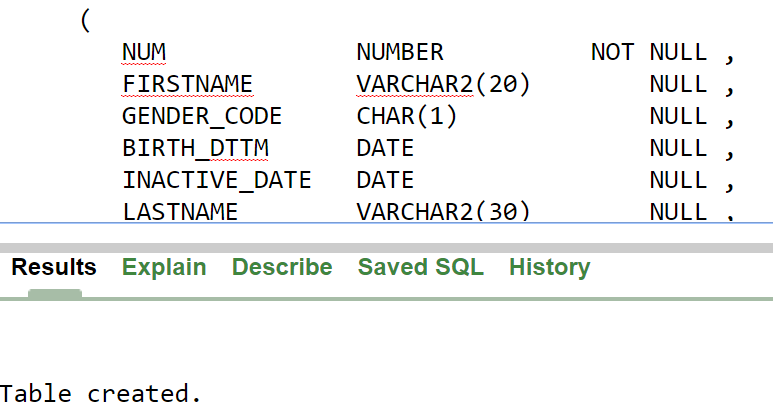 (
NUM NUMBER NOT NULL ,
FIRSTNAME VARCHAR2(20) NULL ,
GENDER_CODE CHAR(1) NULL ,
BIRTH_DTTM DATE NULL ,
INACTIVE_DATE DATE NULL ,
LASTNAME VARCHAR2(30) NULL ,
Results Explain Describe Saved SQL History
Table created.